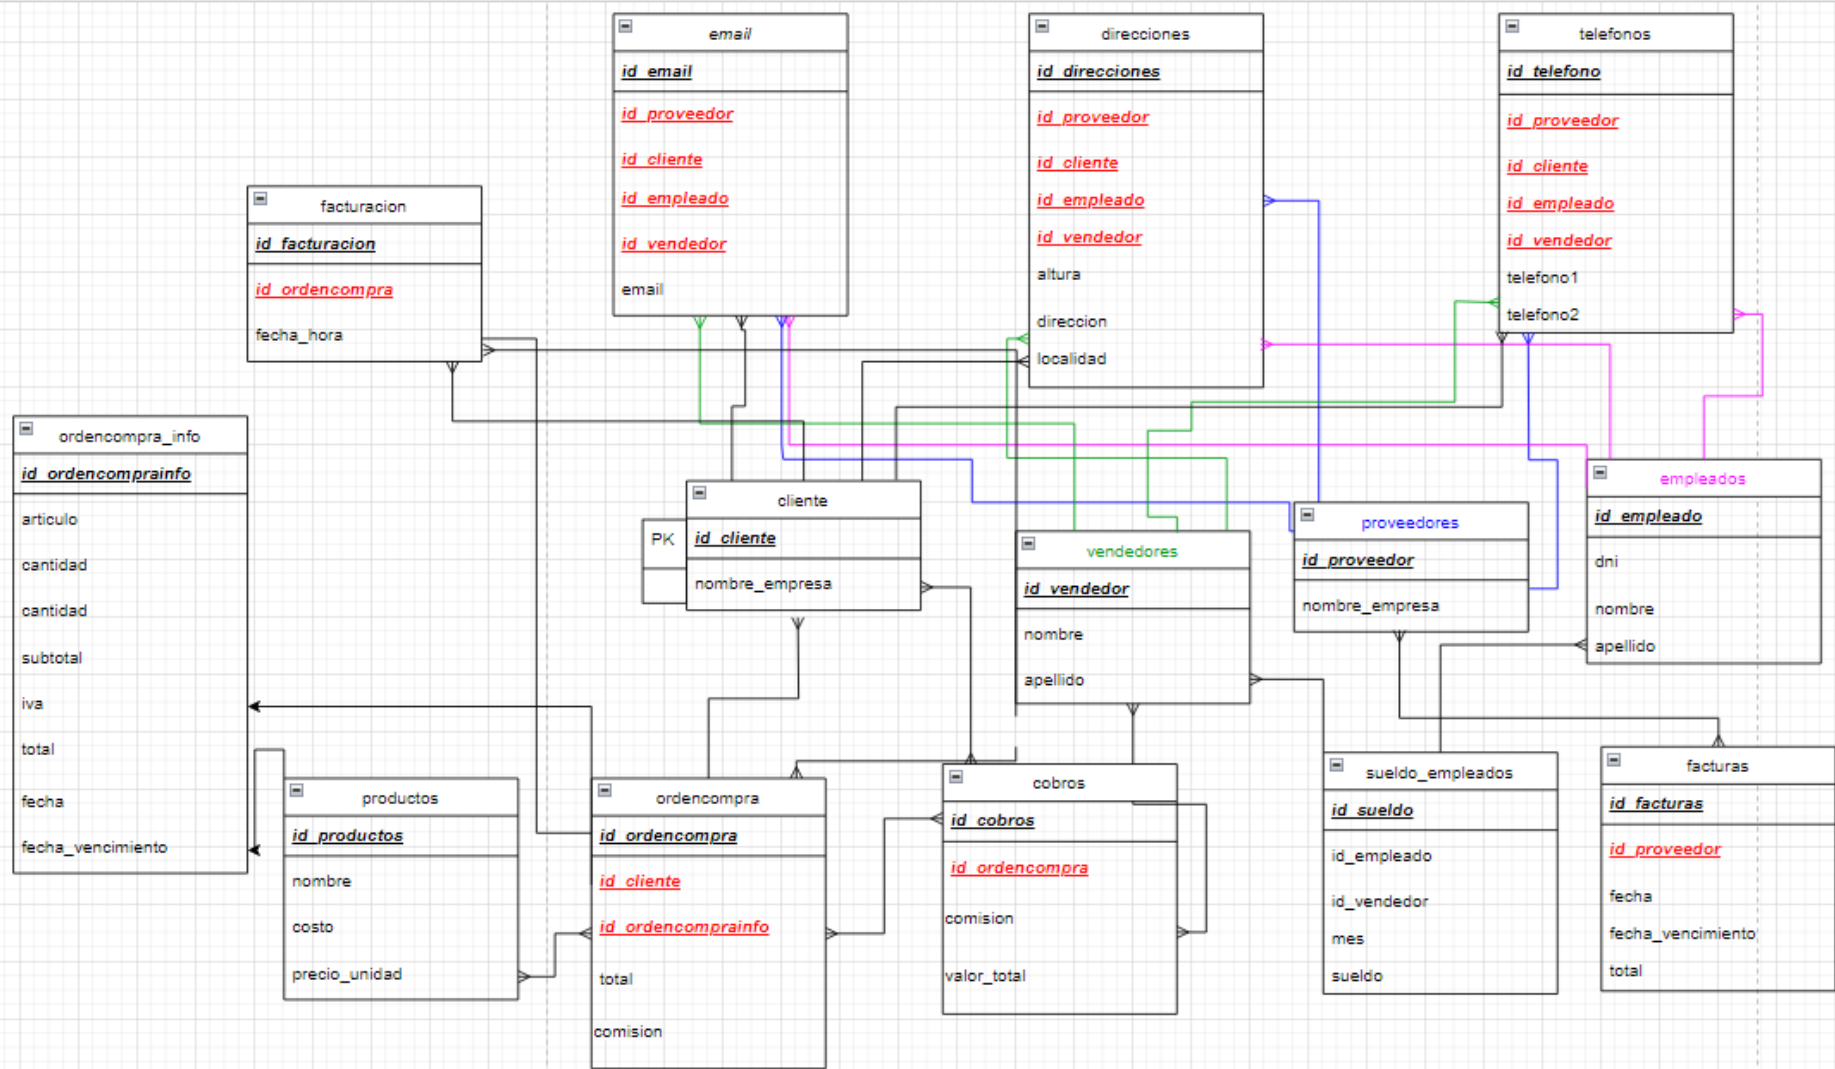 email
id_email
id_proveedor
id_cliente
id_empleado
id_vendedor
email
direcciones
id_direcciones
id_proveedor
id_cliente
id_empleado
id_vendedor
altura
direccion
localidad
telefonos
id_telefono
id_proveedor
id_cliente
id_empleado
id_vendedor
telefono1
telefono2
facturacion
id_facturacion
id_ordencompra
fecha_hora
ordencompra_info
id_ordencomprainfo
articulo
cantidad
cantidad
subtotal
iva
total
fecha
fecha_vencimiento
cliente
PK
id_cliente
nombre_empresa
vendedores
id_vendedor
nombre
apellido
proveedores
id_proveedor
nombre_empresa
empleados
id_empleado
dni
nombre
apellido
productos
id_productos
nombre
costo
precio_unidad
ordencompra
id_ordencompra
id_cliente
id_ordencomprainfo
total
comision
cobros
id_cobros
id_ordencompra
comision
valor_total
sueldo_empleados
id_sueldo
id_empleado
id_vendedor
mes
sueldo
facturas
id_facturas
id_proveedor
fecha
fecha_vencimiento
total